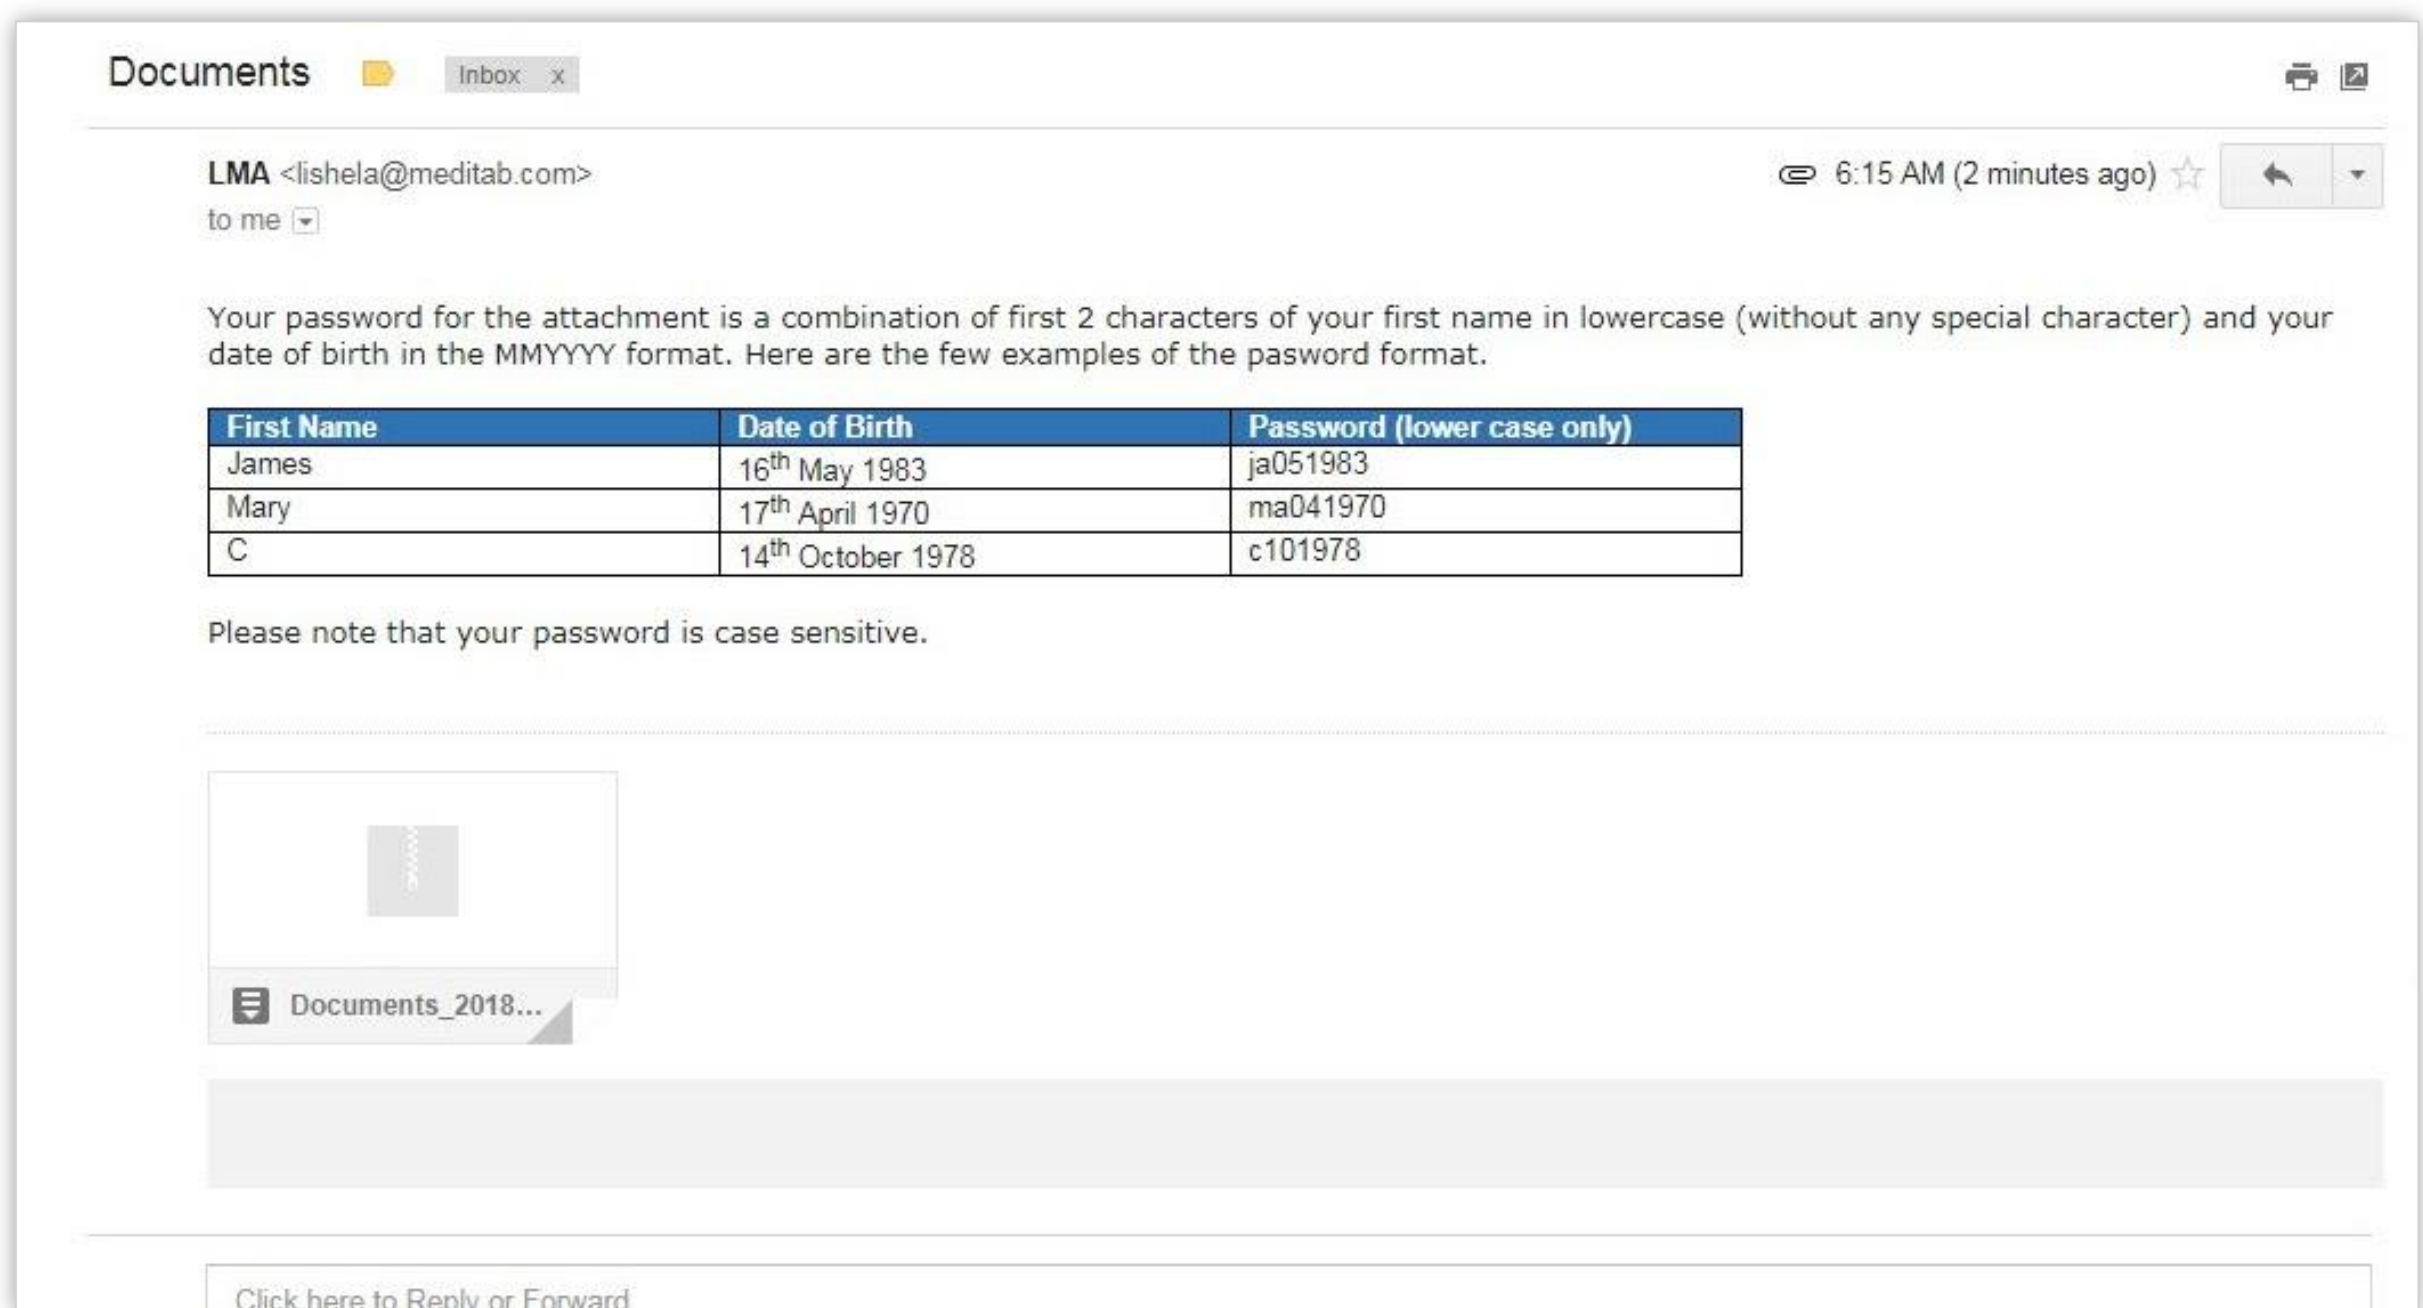 Documents Inbox x
LMA <lishela@meditab.com> 6:15 AM (2 minutes ago)
to me
Your password for the attachment is a combination of first 2 characters of your first name in lowercase (without any special character) and your
date of birth in the MMYYYY format. Here are the few examples of the pasword format.
First Name Date of Birth Password (lower case only)
James 16th May 1983 ja051983
Mary 17th April 1970 ma041970
C 14th October 1978 c101978
Please note that your password is case sensitive.
Documents_2018...
Click here to Reply or Forward